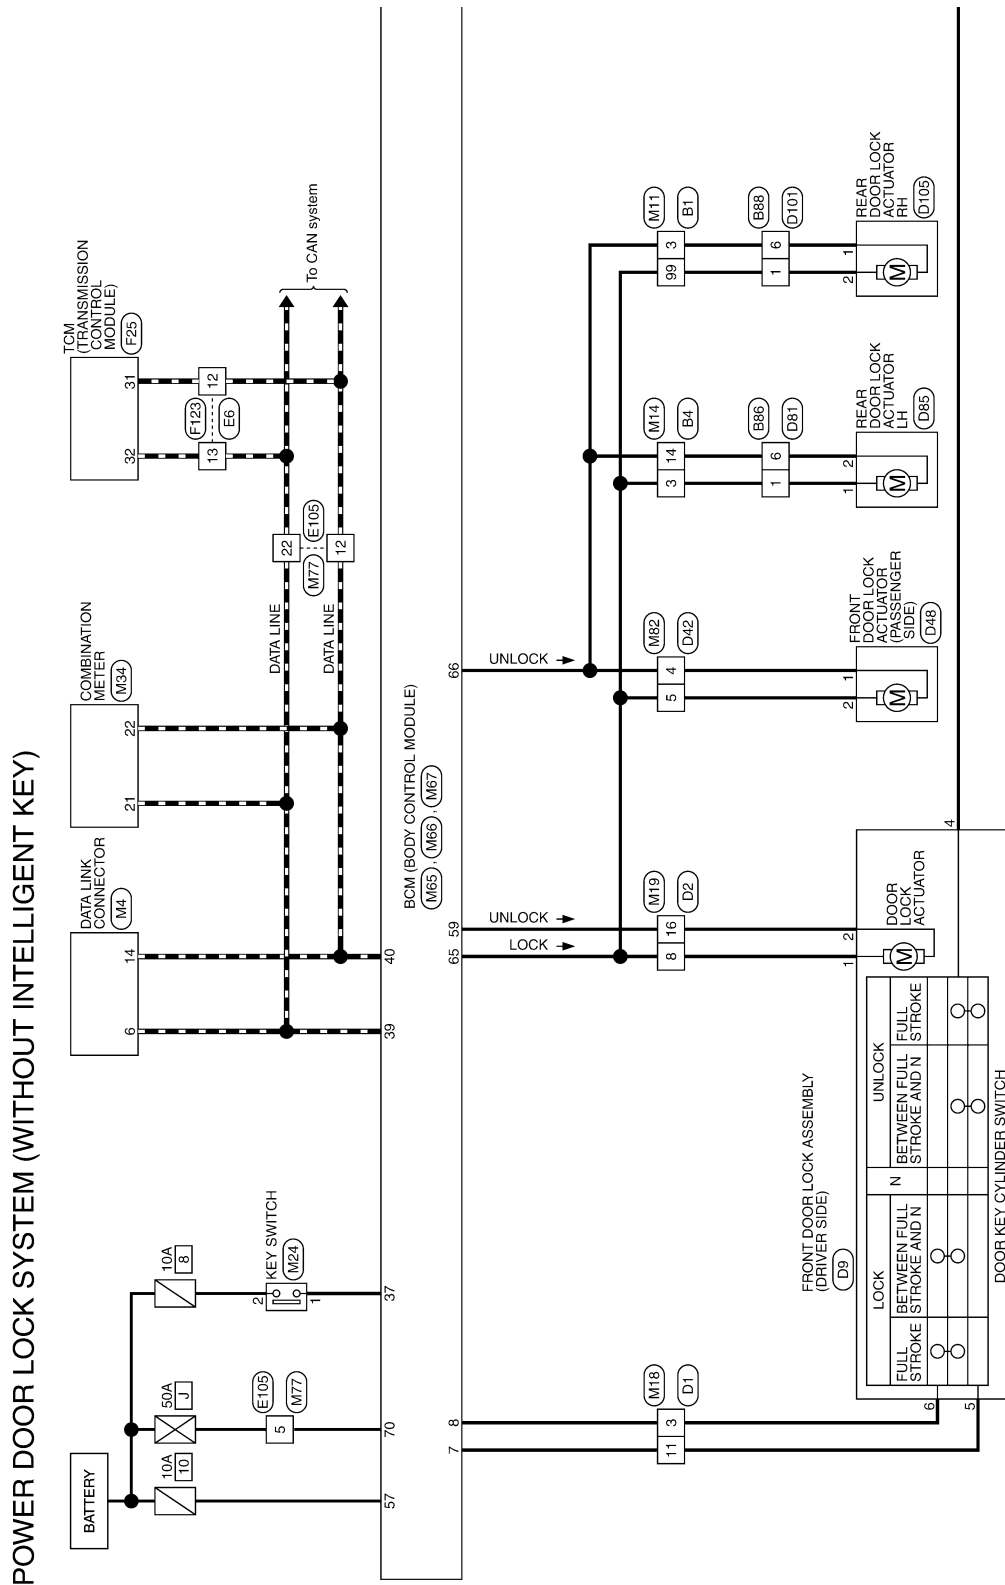 POWER DOOR LOCK SYSTEM (WITHOUT INTELLIGENT KEY)
BATTERY
10A
10
50A
J
10A
8
E105
M77
5
KEY SWITCH
M24
2
1
57
70
37
DATA LINK
CONNECTOR
M4
6
14
COMBINATION
METER
M34
21
22
TCM
(TRANSMISSION
CONTROL
MODULE)
F25
32
31
F123
E6
13
12
DATA LINE
DATA LINE
22
12
M77
E105
To CAN system
39
40
BCM (BODY CONTROL MODULE)
M65 , M66 , M67
7
8
65
59
66
LOCK
UNLOCK
UNLOCK
M18
D1
11
3
M19
D2
8
16
M82
D42
5
4
M14
B4
3
14
M11
B1
99
3
B86
D81
1
6
B88
D101
1
6
FRONT DOOR LOCK ASSEMBLY
(DRIVER SIDE)
D9
6
5
1
2
4
DOOR
LOCK
ACTUATOR
M
LOCK
N
UNLOCK
FULL
STROKE
BETWEEN FULL
STROKE AND N
BETWEEN FULL
STROKE AND N
FULL
STROKE
DOOR KEY CYLINDER SWITCH
FRONT
DOOR LOCK
ACTUATOR
(PASSENGER
SIDE)
D48
2
1
M
REAR
DOOR LOCK
ACTUATOR
LH
D85
1
2
M
REAR
DOOR LOCK
ACTUATOR
RH
D105
2
1
M